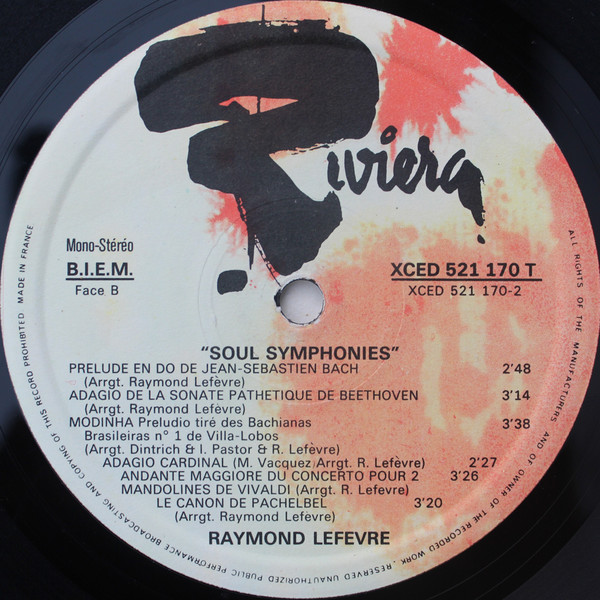 Riviera
Mono-Stéréo
B.I.E.M.
Face B
XCED 521 170 T
XCED 521 170-2
“SOUL SYMPHONIES”
PRELUDE EN DO DE JEAN-SEBASTIEN BACH 2'48
(Arrgt. Raymond Lefèvre)
ADAGIO DE LA SONATE PATHETIQUE DE BEETHOVEN 3'14
(Arrgt. Raymond Lefèvre)
MODINHA Preludio tiré des Bachianas 3'38
Brasileiras n° 1 de Villa-Lobos
(Arrgt. Dintrich & I. Pastor & R. Lefèvre)
ADAGIO CARDINAL (M. Vacquez Arrgt. R. Lefèvre) 2'27
ANDANTE MAGGIORE DU CONCERTO POUR 2 3'26
MANDOLINES DE VIVALDI (Arrgt. R. Lefèvre)
LE CANON DE PACHELBEL 3'20
(Arrgt. Raymond Lefèvre)
RAYMOND LEFEVRE
ALL RIGHTS OF THE MANUFACTURERS AND OF OWNER OF THE RECORDED WORK. RESERVED UNAUTHORIZED PUBLIC PERFORMANCE BROADCASTING AND COPYING OF THIS RECORD PROHIBITED MADE IN FRANCE